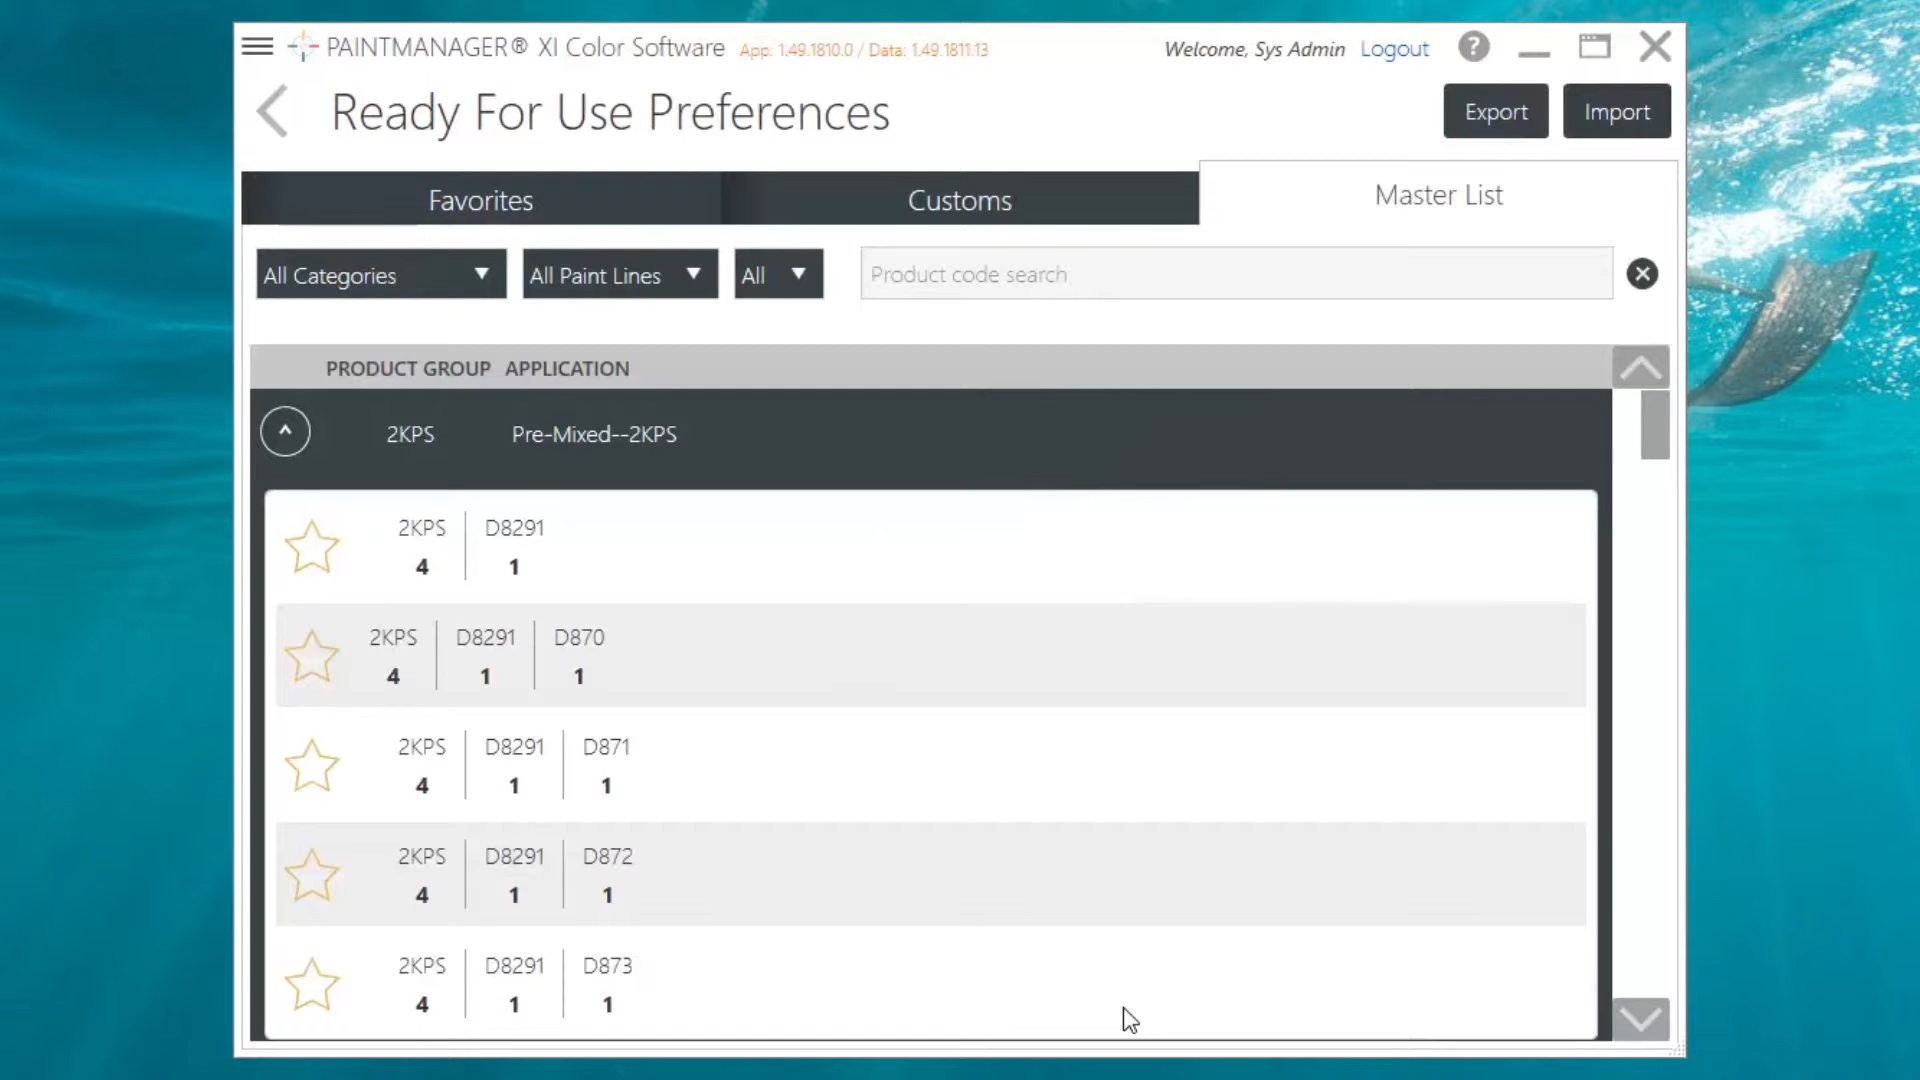 PAINTMANAGER® XI Color Software App: 1.49.1810.0 / Data: 1.49.1811.13 Welcome, Sys Admin Logout ?
Ready For Use Preferences Export Import
Favorites Customs Master List
All Categories All Paint Lines All Product code search
PRODUCT GROUP APPLICATION
2KPS Pre-Mixed--2KPS
2KPS D8291
4 1
2KPS D8291 D870
4 1 1
2KPS D8291 D871
4 1 1
2KPS D8291 D872
4 1 1
2KPS D8291 D873
4 1 1